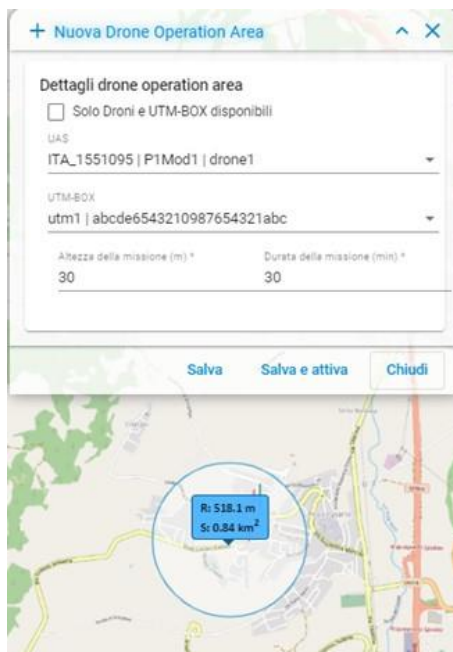 + Nuova Drone Operation Area
Dettagli drone operation area
Solo Droni e UTM-BOX disponibili
UAS
ITA_1551095 | P1Mod1 | drone1
UTM-BOX
utm1 | abcde6543210987654321abc
Altezza della missione (m) * Durata della missione (min) *
30 30
Salva Salva e attiva Chiudi
R: 518.1 m
S: 0.84 km²